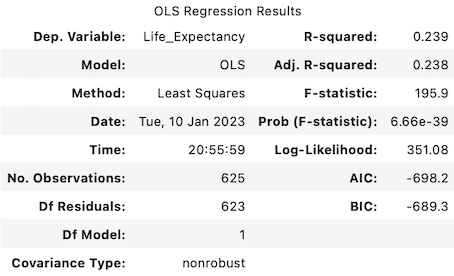 OLS Regression Results
Dep. Variable: Life_Expectancy R-squared: 0.239
Model: OLS Adj. R-squared: 0.238
Method: Least Squares F-statistic: 195.9
Date: Tue, 10 Jan 2023 Prob (F-statistic): 6.66e-39
Time: 20:55:59 Log-Likelihood: 351.08
No. Observations: 625 AIC: -698.2
Df Residuals: 623 BIC: -689.3
Df Model: 1
Covariance Type: nonrobust